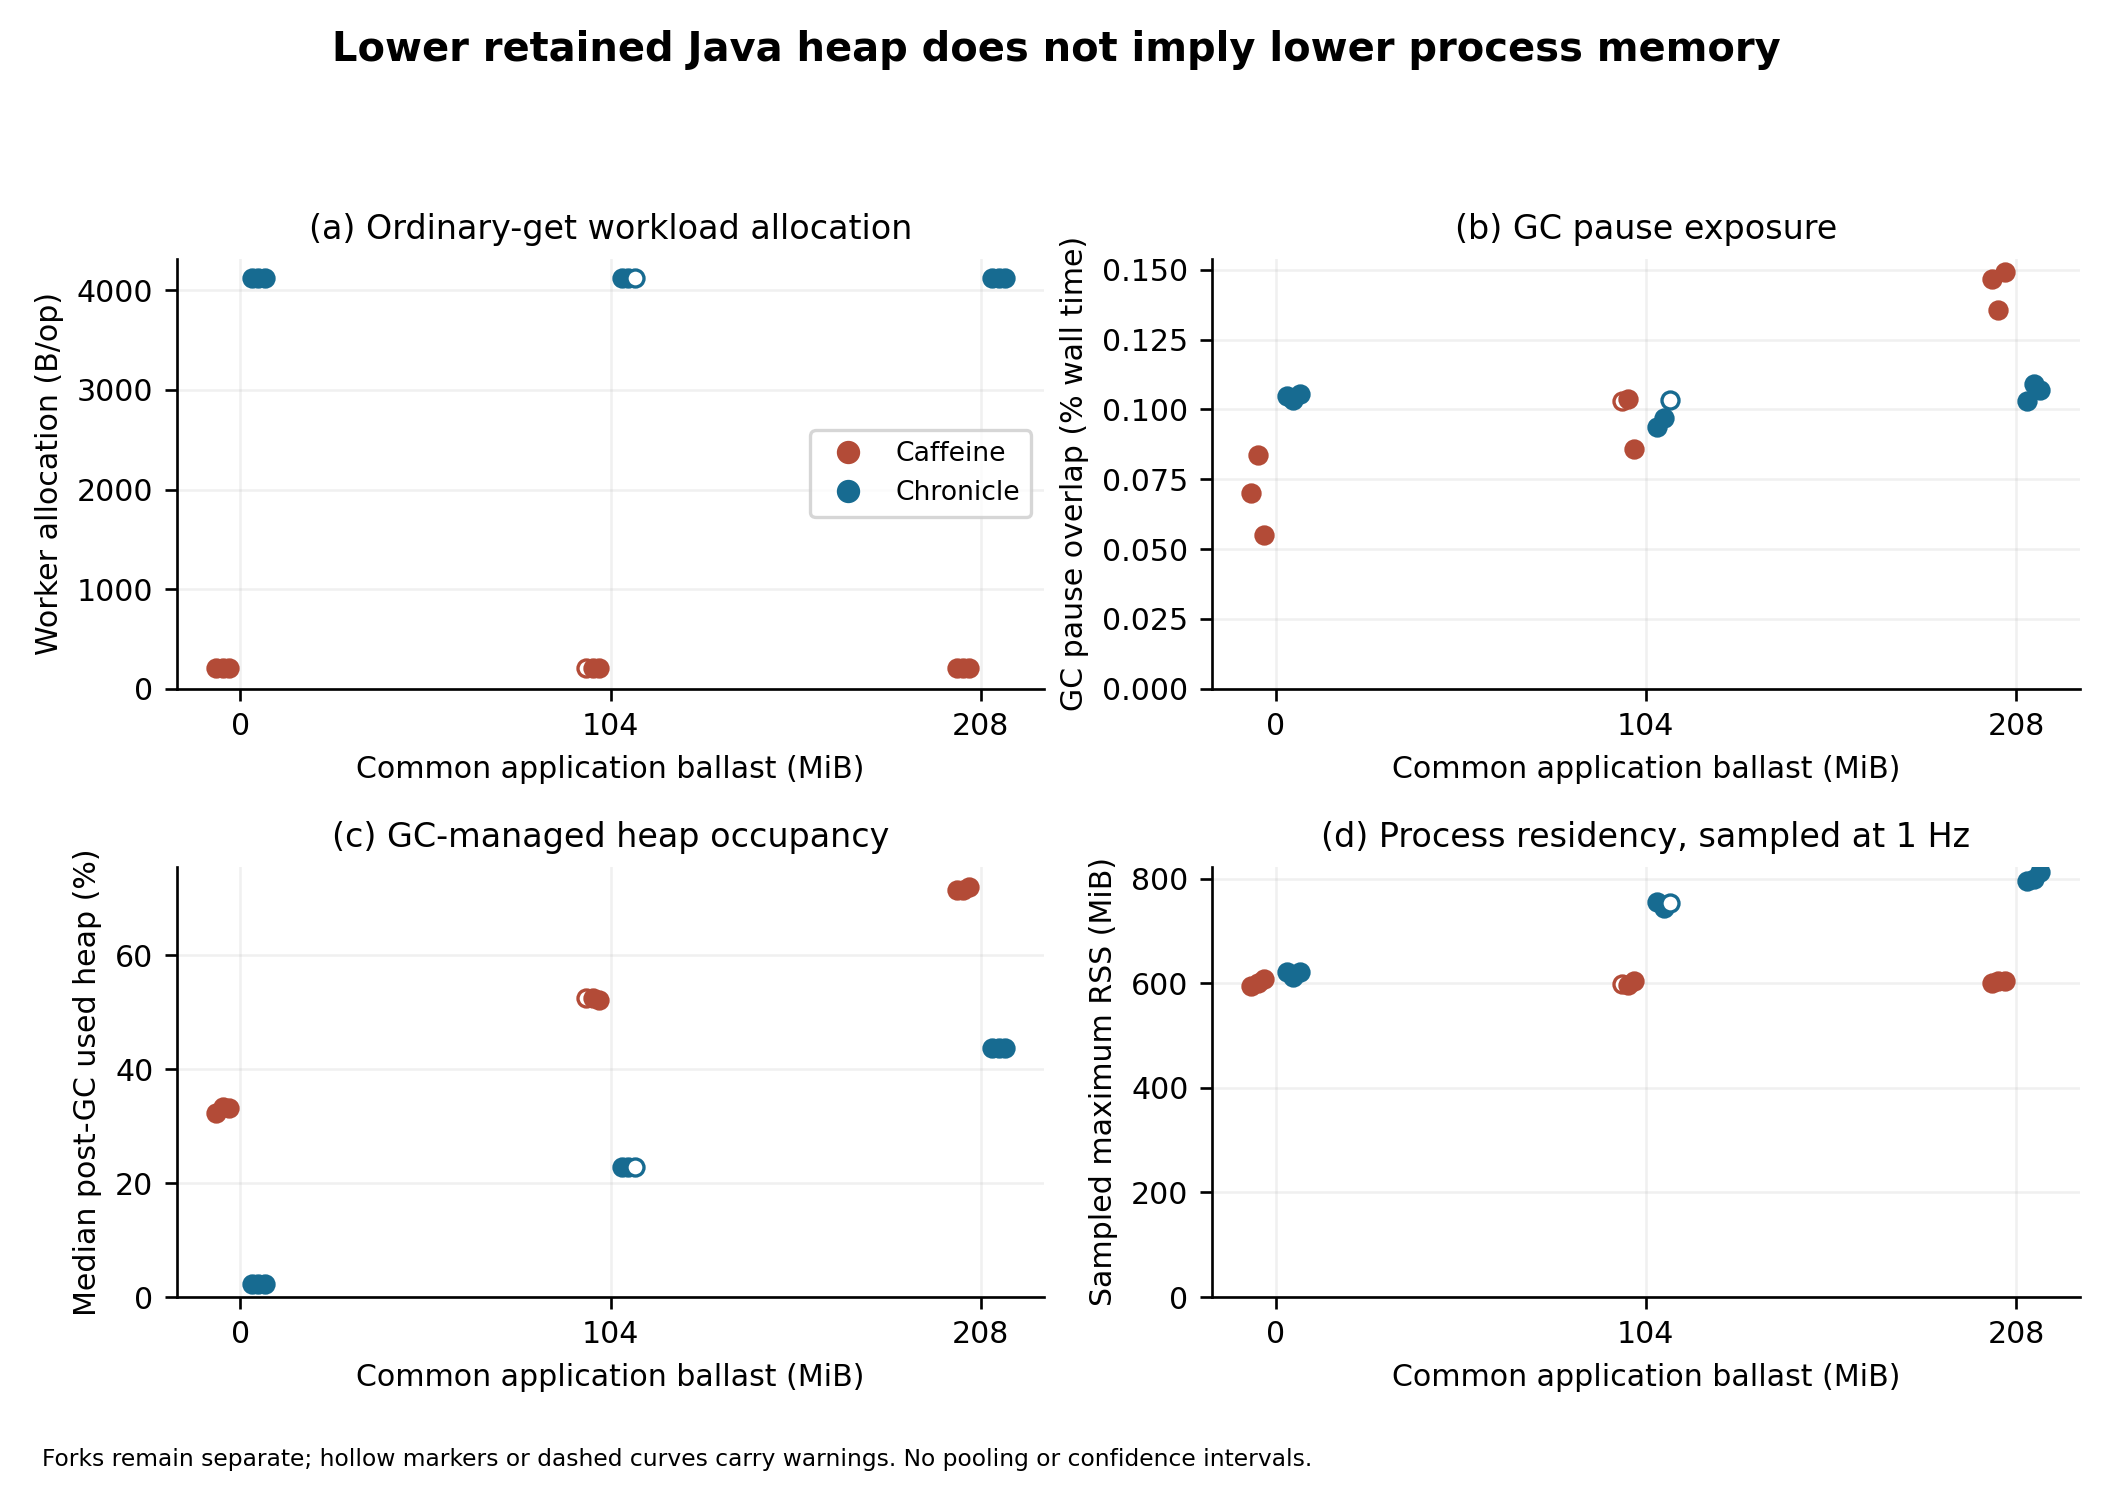 Lower retained Java heap does not imply lower process memory
(a) Ordinary-get workload allocation
Worker allocation (B/op)
4000
3000
2000
1000
0
Caffeine
Chronicle
0
104
208
Common application ballast (MiB)
(b) GC pause exposure
GC pause overlap (% wall time)
0.150
0.125
0.100
0.075
0.050
0.025
0.000
0
104
208
Common application ballast (MiB)
(c) GC-managed heap occupancy
Median post-GC used heap (%)
60
40
20
0
0
104
208
Common application ballast (MiB)
(d) Process residency, sampled at 1 Hz
Sampled maximum RSS (MiB)
800
600
400
200
0
0
104
208
Common application ballast (MiB)
Forks remain separate; hollow markers or dashed curves carry warnings. No pooling or confidence intervals.